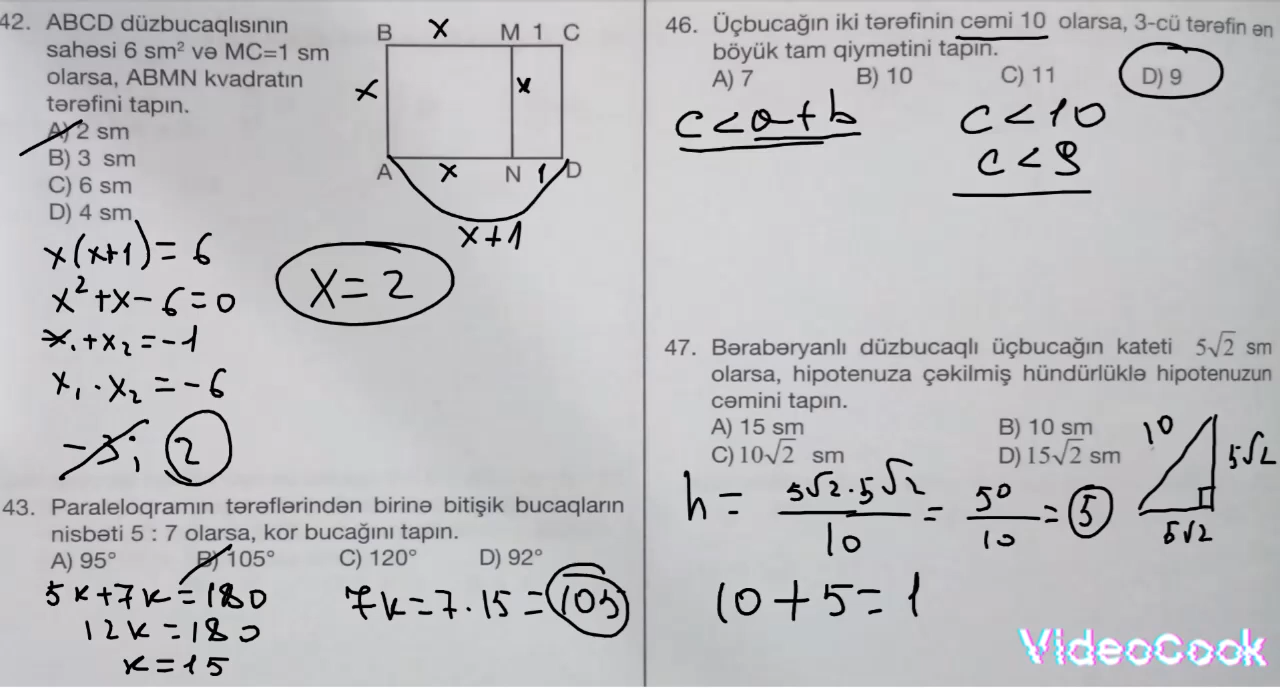 42. ABCD düzbucaqlısının
sahəsi 6 sm² və MC=1 sm
olarsa, ABMN kvadratın
tərəfini tapın.
A) 2 sm
B) 3 sm
C) 6 sm
D) 4 sm
B x M 1 C
x x
A x N 1 D
x+1
x(x+1)=6
x²+x-6=0
x₁+x₂=-1
x₁·x₂=-6
-3; 2
x=2
43. Paraleloqramın tərəflərindən birinə bitişik bucaqların
nisbəti 5 : 7 olarsa, kor bucağını tapın.
A) 95° B) 105° C) 120° D) 92°
5k+7k=180
12k=180
k=15
7k=7·15=105
46. Üçbucağın iki tərəfinin cəmi 10 olarsa, 3-cü tərəfin ən
böyük tam qiymətini tapın.
A) 7 B) 10 C) 11 D) 9
c<a+b
c<10
c<9
47. Bərabəryanlı düzbucaqlı üçbucağın kateti 5√2 sm
olarsa, hipotenuza çəkilmiş hündürlüklə hipotenuzun
cəmini tapın.
A) 15 sm B) 10 sm
C) 10√2 sm D) 15√2 sm
10 5√2
5√2
h = 5√2·5√2/10 = 50/10 = 5
10+5=1
VideoCook